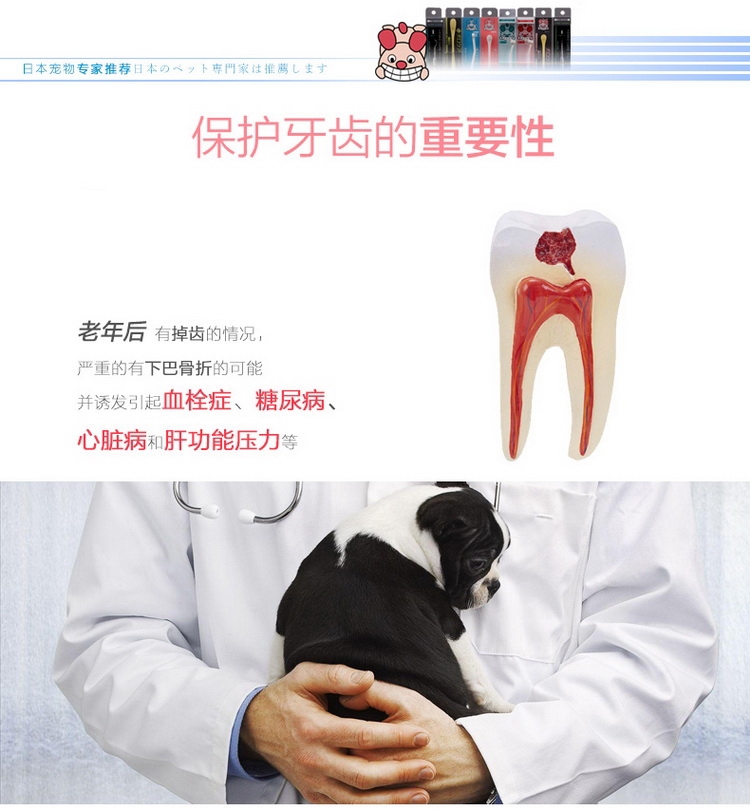 日本宠物专家推荐日本のペット専門家は推薦します
保护牙齿的重要性
老年后 有掉齿的情况，
严重的有下巴骨折的可能
并诱发引起血栓症、糖尿病、
心脏病和肝功能压力等